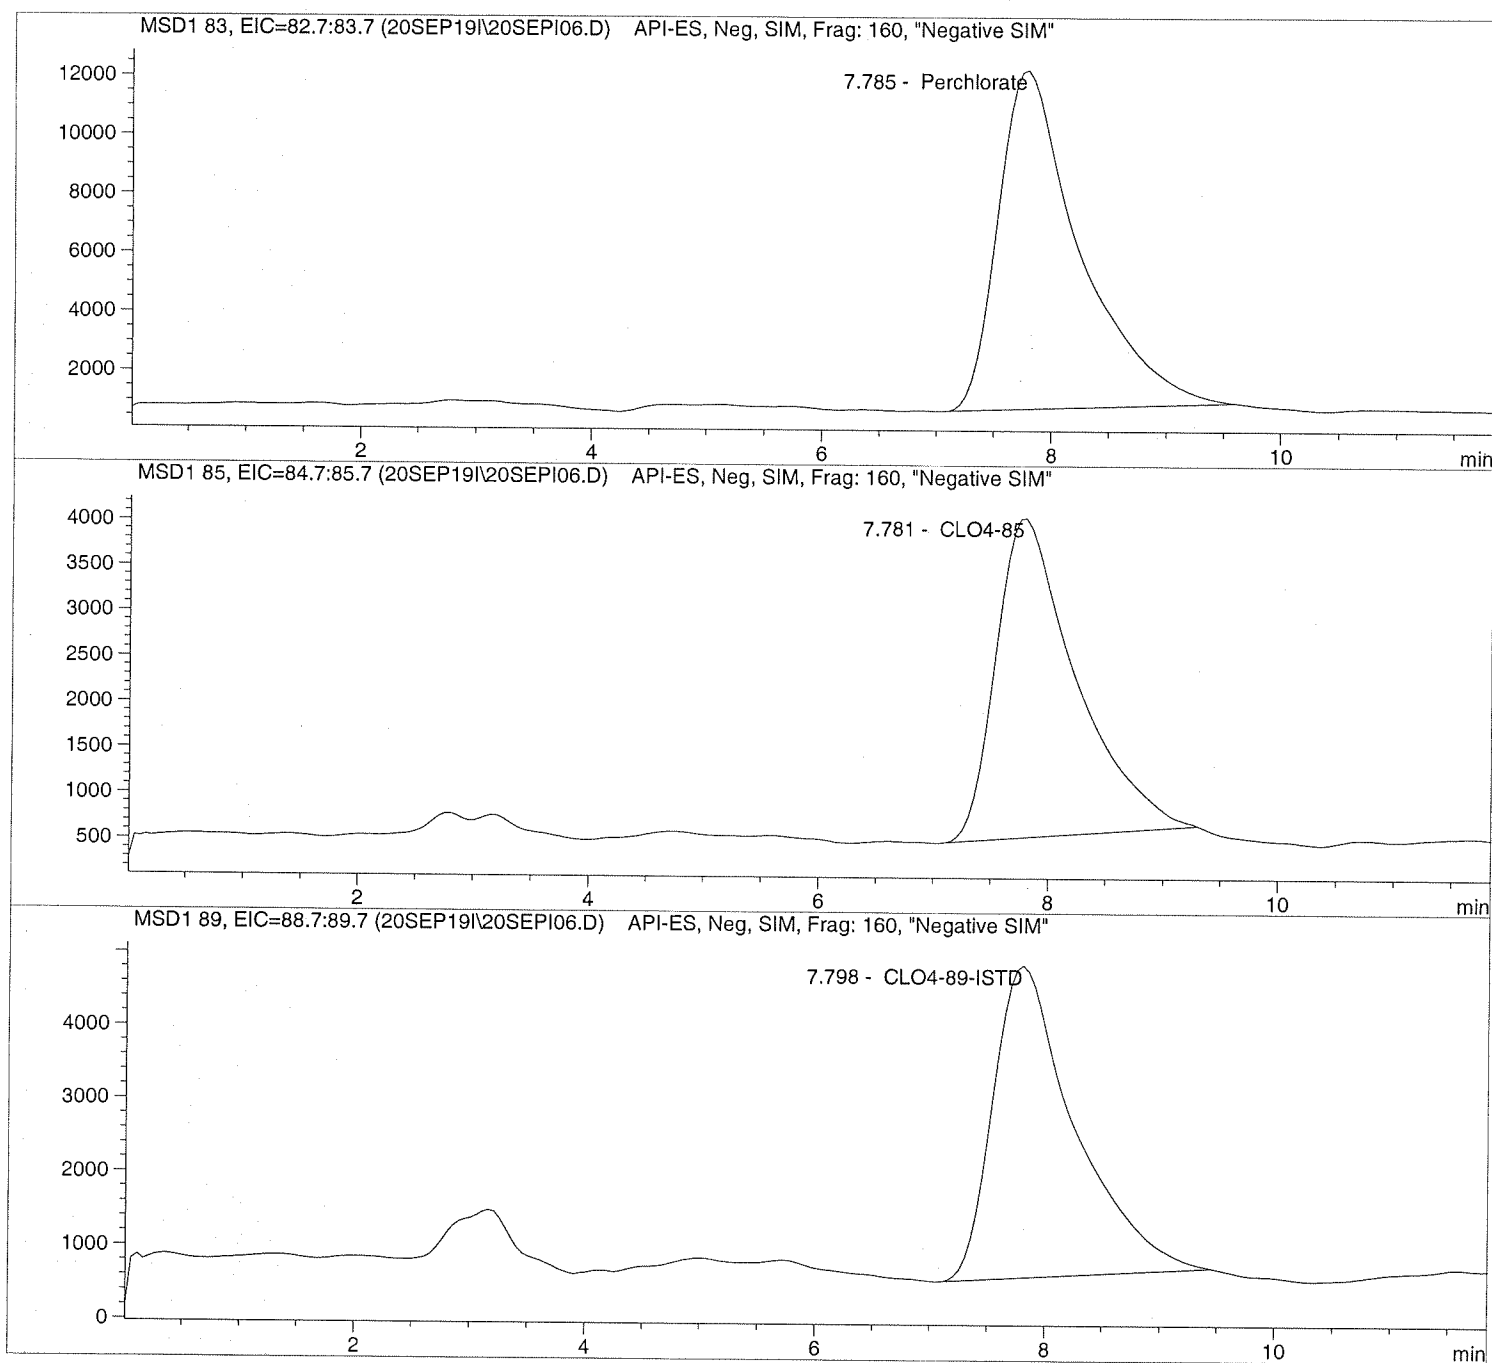 MSD1 83, EIC=82.7:83.7 (20SEP19I\20SEPI06.D) API-ES, Neg, SIM, Frag: 160, "Negative SIM"
7.785 - Perchlorate
12000
10000
8000
6000
4000
2000
2 4 6 8 10 min
MSD1 85, EIC=84.7:85.7 (20SEP19I\20SEPI06.D) API-ES, Neg, SIM, Frag: 160, "Negative SIM"
7.781 - CLO4-85
4000
3500
3000
2500
2000
1500
1000
500
2 4 6 8 10 min
MSD1 89, EIC=88.7:89.7 (20SEP19I\20SEPI06.D) API-ES, Neg, SIM, Frag: 160, "Negative SIM"
7.798 - CLO4-89-ISTD
4000
3000
2000
1000
0
2 4 6 8 10 min